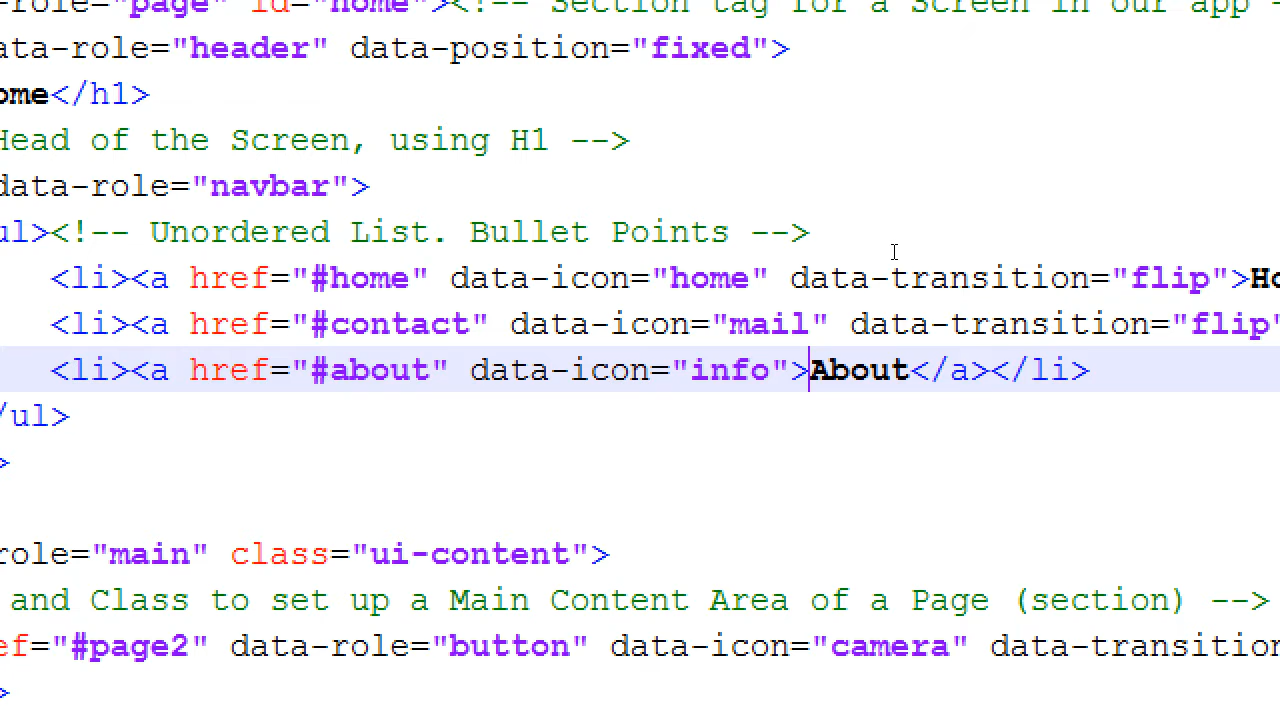 -role="page" id="home"><!-- Section tag for a Screen in our app -
ata-role="header" data-position="fixed">
ome</h1>
Head of the Screen, using H1 -->
data-role="navbar">
ul><!-- Unordered List. Bullet Points -->
<li><a href="#home" data-icon="home" data-transition="flip">Ho
<li><a href="#contact" data-icon="mail" data-transition="flip"
<li><a href="#about" data-icon="info">About</a></li>
/ul>
>
role="main" class="ui-content">
and Class to set up a Main Content Area of a Page (section) -->
ef="#page2" data-role="button" data-icon="camera" data-transition
>